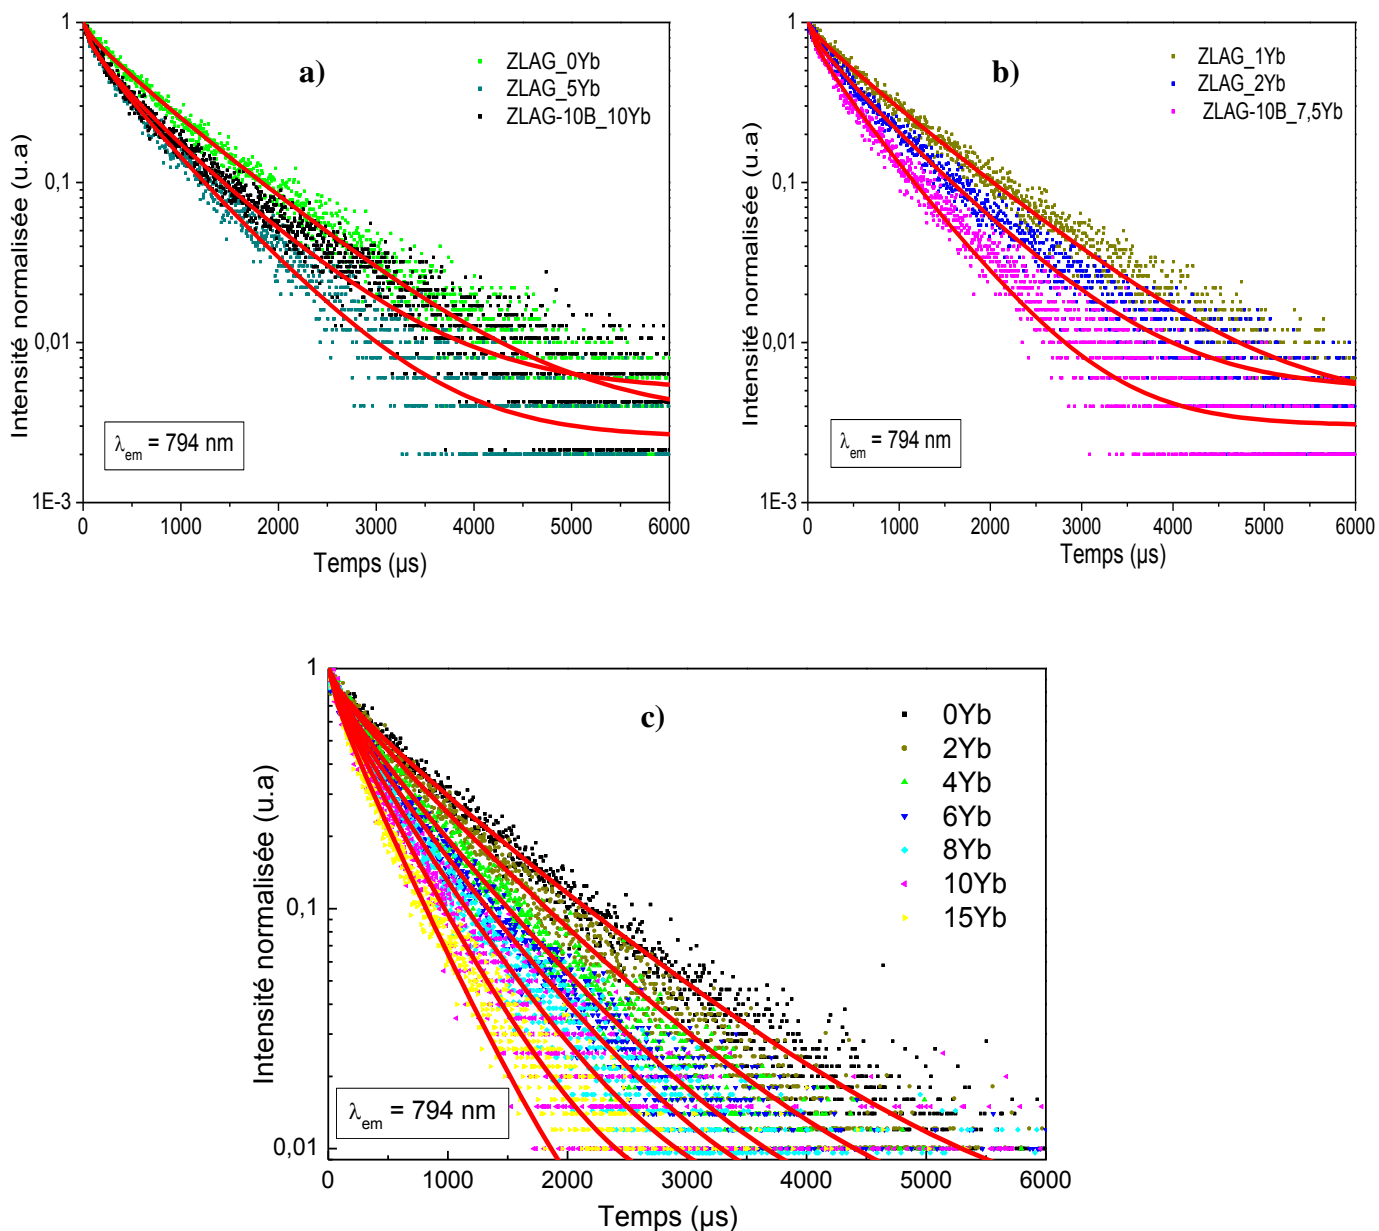 a)
ZLAG_0Yb
ZLAG_5Yb
ZLAG-10B_10Yb
1
0,1
0,01
1E-3
Intensité normalisée (u.a)
λem = 794 nm
0 1000 2000 3000 4000 5000 6000
Temps (µs)
b)
ZLAG_1Yb
ZLAG_2Yb
ZLAG-10B_7,5Yb
1
0,1
0,01
1E-3
Intensité normalisée (u.a)
λem = 794 nm
0 1000 2000 3000 4000 5000 6000
Temps (µs)
c)
0Yb
2Yb
4Yb
6Yb
8Yb
10Yb
15Yb
1
0,1
0,01
Intensité normalisée (u.a)
λem = 794 nm
0 1000 2000 3000 4000 5000 6000
Temps (µs)